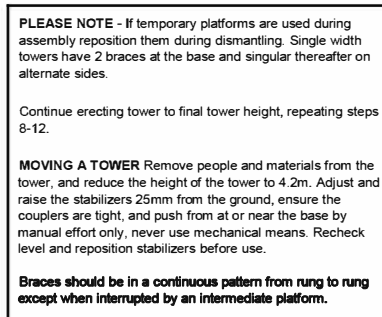 PLEASE NOTE - If temporary platforms are used during
assembly reposition them during dismantling. Single width
towers have 2 braces at the base and singular thereafter on
alternate sides.
Continue erecting tower to final tower height, repeating steps
8-12.
MOVING A TOWER Remove people and materials from the
tower, and reduce the height of the tower to 4.2m. Adjust and
raise the stabilizers 25mm from the ground, ensure the
couplers are tight, and push from at or near the base by
manual effort only, never use mechanical means. Recheck
level and reposition stabilizers before use.
Braces should be in a continuous pattern from rung to rung
except when interrupted by an intermediate platform.